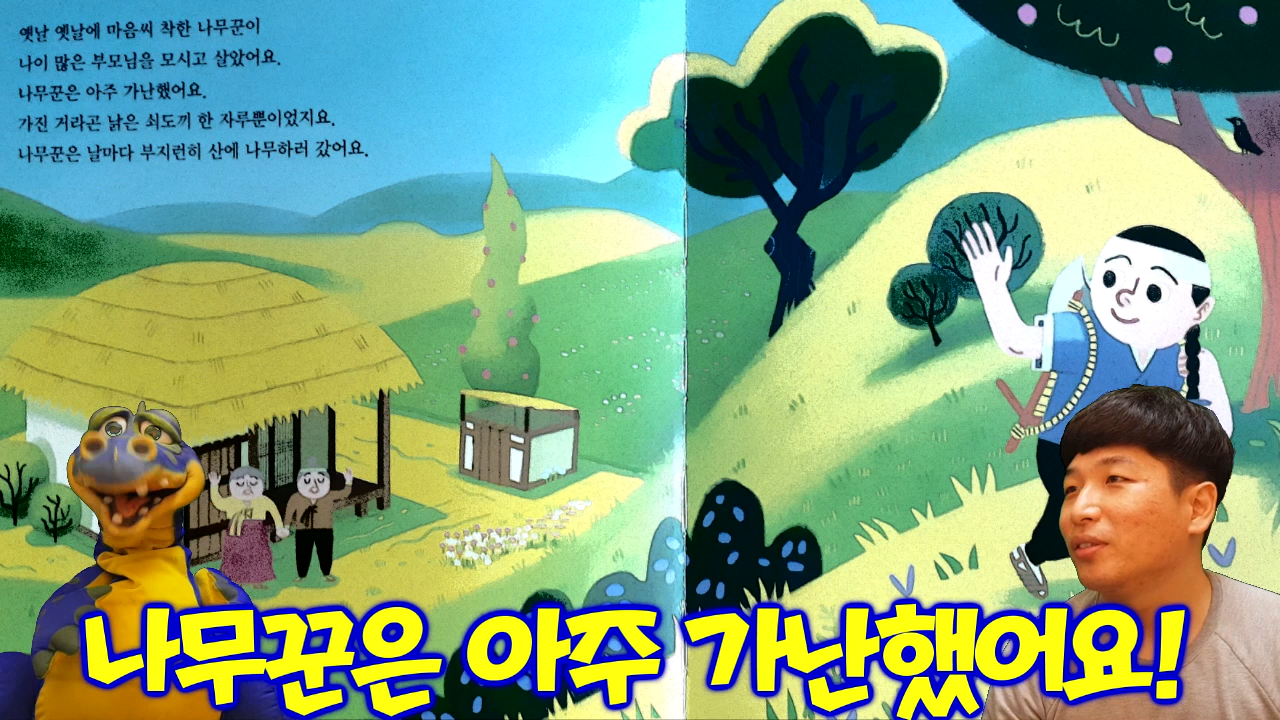 옛날 옛날에 마음씨 착한 나무꾼이
나이 많은 부모님을 모시고 살았어요.
나무꾼은 아주 가난했어요.
가진 거라곤 낡은 쇠도끼 한 자루뿐이었지요.
나무꾼은 날마다 부지런히 산에 나무하러 갔어요.
나무꾼은 아주 가난했어요!